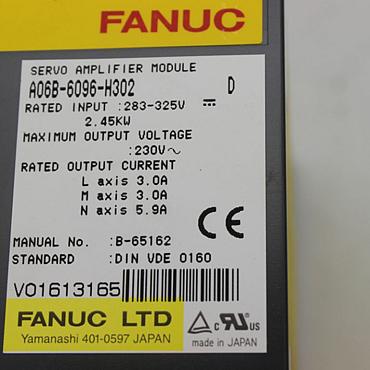 FANUC
SERVO AMPLIFIER MODULE
A06B-6096-H302 D
RATED INPUT :283-325V ⎓
2.45KW
MAXIMUM OUTPUT VOLTAGE
:230V～
RATED OUTPUT CURRENT
L axis 3.0A
M axis 3.0A
N axis 5.9A
CE
MANUAL No. :B-65162
STANDARD :DIN VDE 0160
V01613165
FANUC LTD
Yamanashi 401-0597 JAPAN
c RU us
made in JAPAN